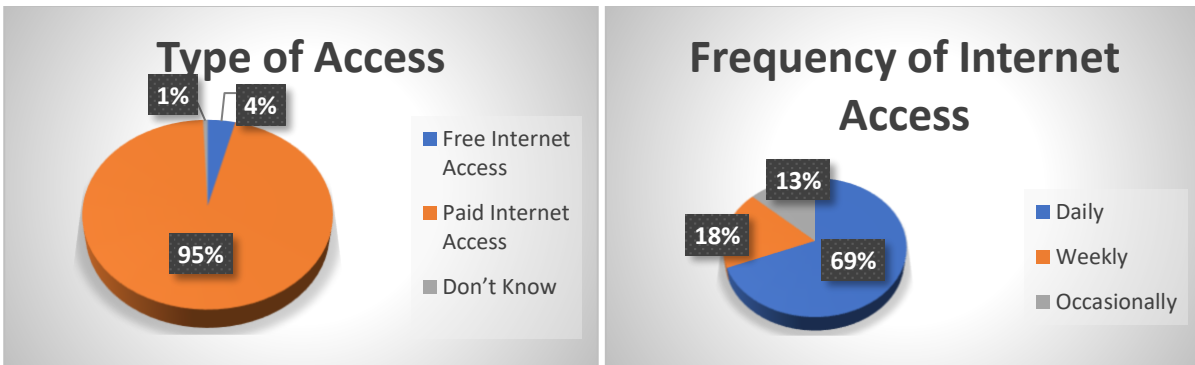 Type of Access
1%
4%
95%
Free Internet
Access
Paid Internet
Access
Don’t Know
Frequency of Internet
Access
13%
18%
69%
Daily
Weekly
Occasionally